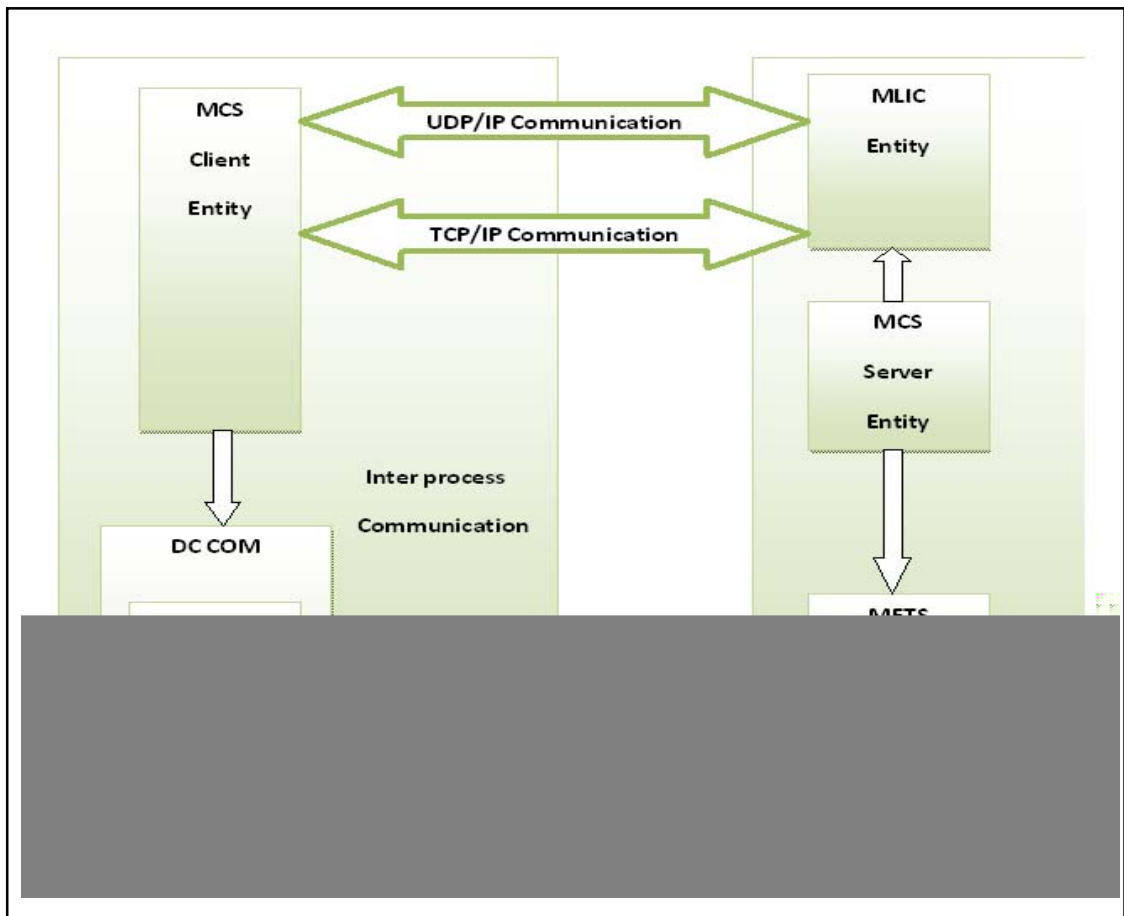 MCS
Client
Entity
UDP/IP Communication
TCP/IP Communication
MLIC
Entity
MCS
Server
Entity
Inter process
Communication
DC COM